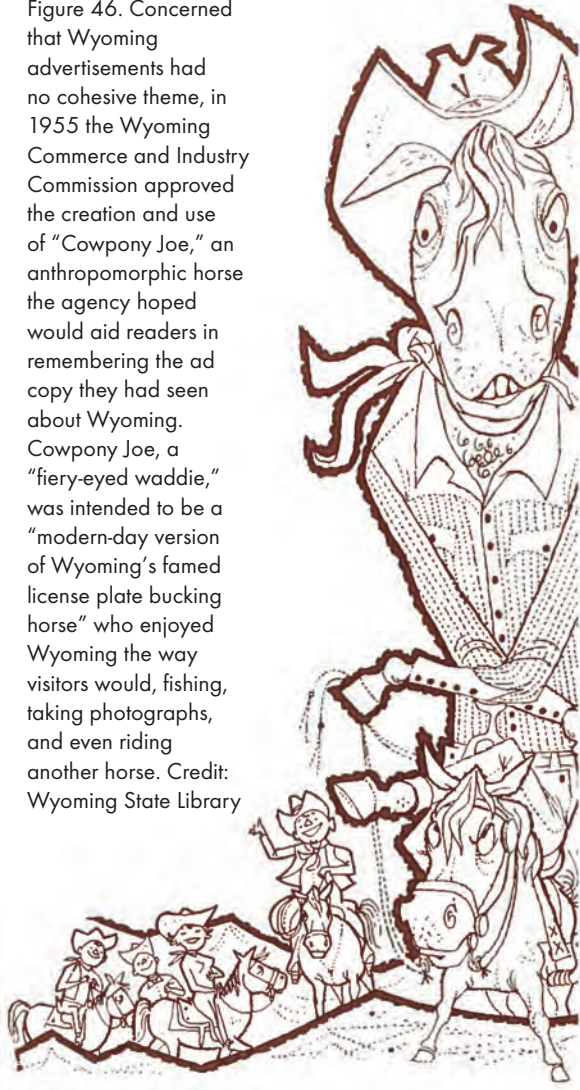 Figure 46. Concerned
that Wyoming
advertisements had
no cohesive theme, in
1955 the Wyoming
Commerce and Industry
Commission approved
the creation and use
of “Cowpony Joe,” an
anthropomorphic horse
the agency hoped
would aid readers in
remembering the ad
copy they had seen
about Wyoming.
Cowpony Joe, a
“fiery-eyed waddie,”
was intended to be a
“modern-day version
of Wyoming’s famed
license plate bucking
horse” who enjoyed
Wyoming the way
visitors would, fishing,
taking photographs,
and even riding
another horse. Credit:
Wyoming State Library